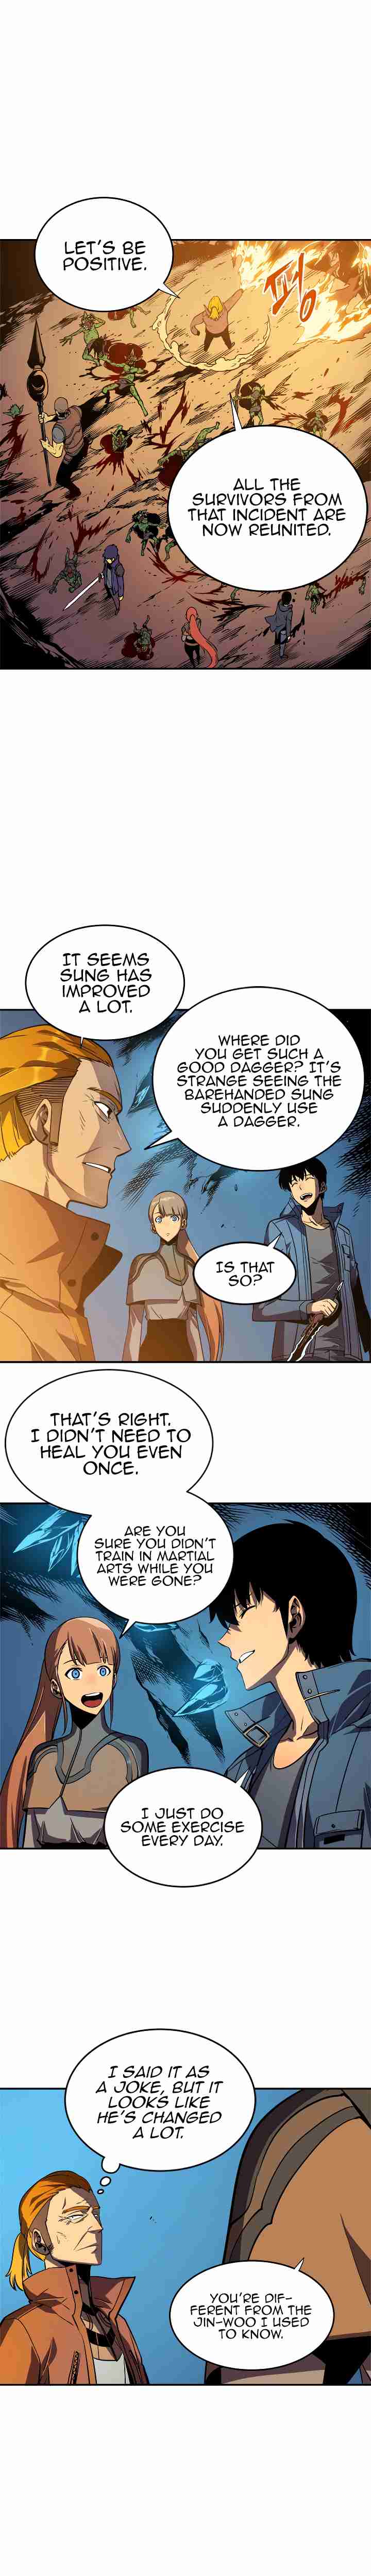 LET'S BE
POSITIVE.
퍼엉
ALL THE
SURVIVORS FROM
THAT INCIDENT ARE
NOW REUNITED.
IT SEEMS
SUNG HAS
IMPROVED
A LOT.
WHERE DID
YOU GET SUCH A
GOOD DAGGER? IT'S
STRANGE SEEING THE
BAREHANDED SUNG
SUDDENLY USE
A DAGGER.
IS THAT
SO?
THAT'S RIGHT.
I DIDN'T NEED TO
HEAL YOU EVEN
ONCE.
ARE YOU
SURE YOU DIDN'T
TRAIN IN MARTIAL
ARTS WHILE YOU
WERE GONE?
I JUST DO
SOME EXERCISE
EVERY DAY.
I SAID IT AS
A JOKE, BUT IT
LOOKS LIKE
HE'S CHANGED
A LOT.
YOU'RE DIF-
FERENT FROM THE
JIN-WOO I USED
TO KNOW.